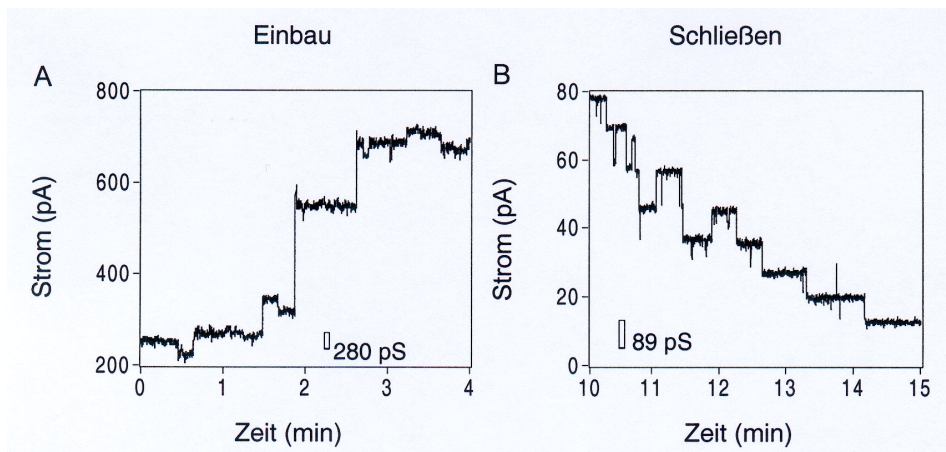 Einbau
A
Strom (pA)
800
600
400
200
280 pS
0 1 2 3 4
Zeit (min)
Schließen
B
Strom (pA)
80
60
40
20
0
89 pS
10 11 12 13 14 15
Zeit (min)